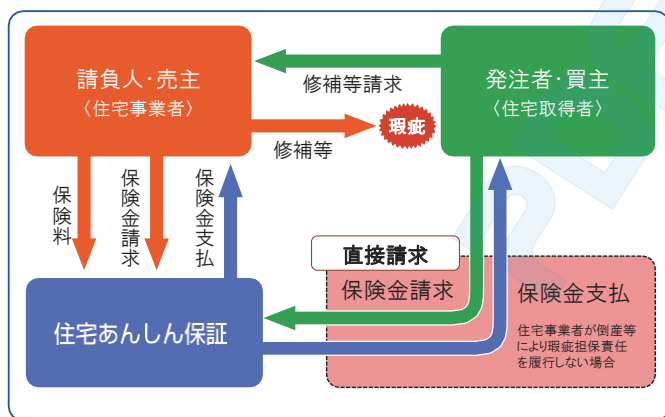 請負人・売主
〈住宅事業者〉
修補等請求
発注者・買主
〈住宅取得者〉
瑕疵
修補等
保険料
保険金請求
保険金支払
直接請求
保険金請求
保険金支払
住宅事業者が倒産等
により瑕疵担保責任
を履行しない場合
住宅あんしん保証